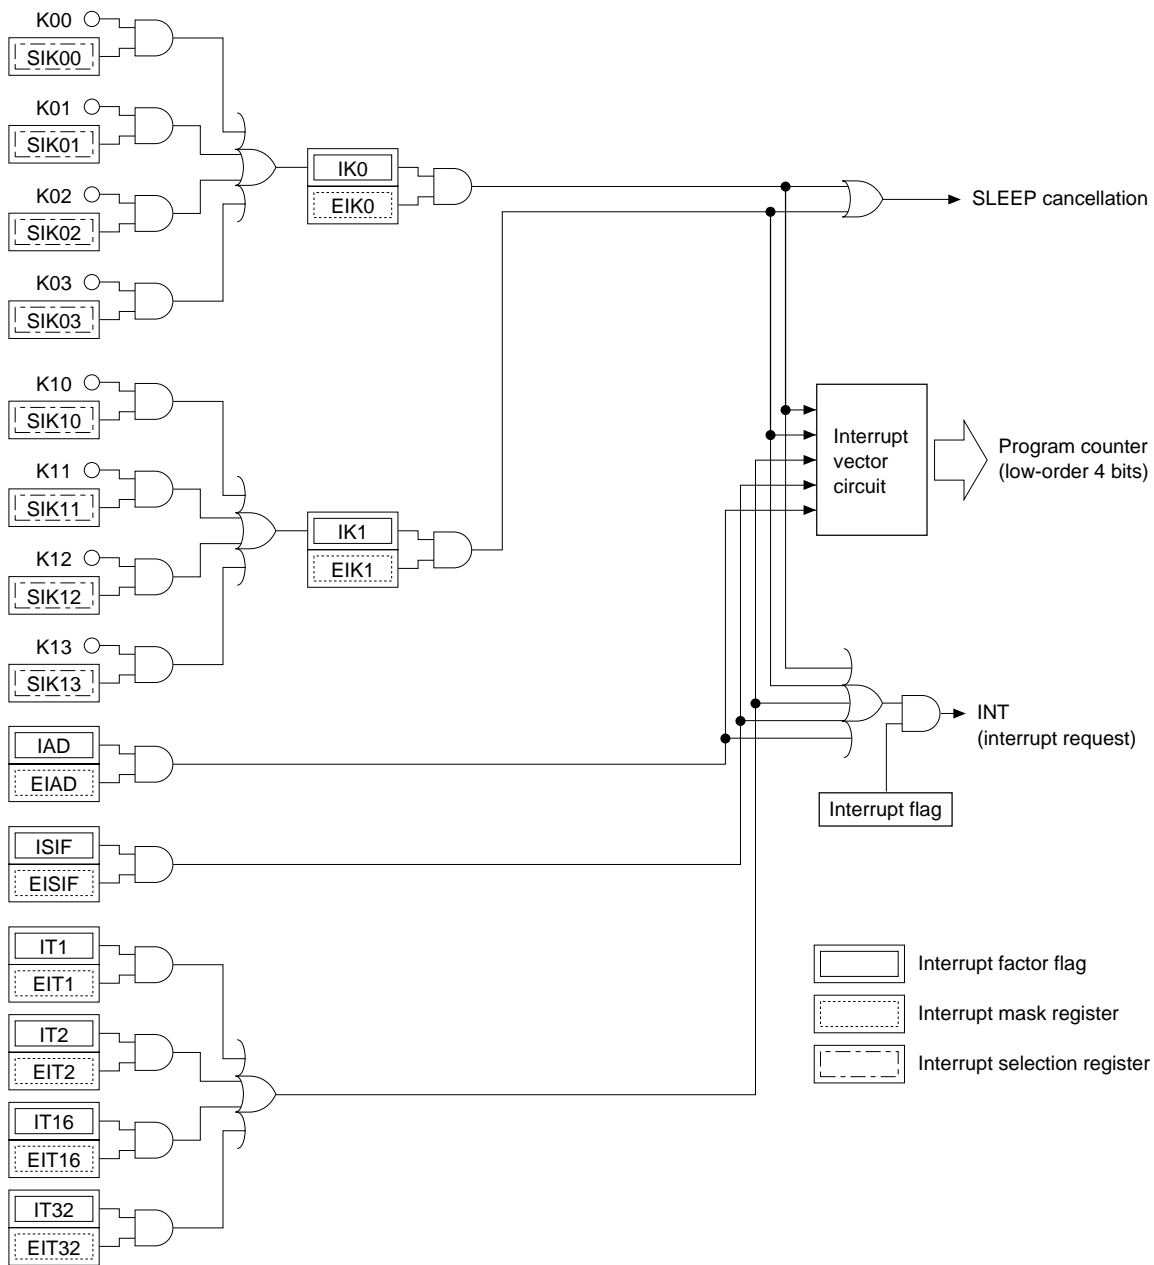 K00
SIK00
K01
SIK01
K02
SIK02
K03
SIK03
IK0
EIK0
SLEEP cancellation
K10
SIK10
K11
SIK11
K12
SIK12
K13
SIK13
IK1
EIK1
Interrupt
vector
circuit
Program counter
(low-order 4 bits)
INT
(interrupt request)
Interrupt flag
IAD
EIAD
ISIF
EISIF
IT1
EIT1
IT2
EIT2
IT16
EIT16
IT32
EIT32
Interrupt factor flag
Interrupt mask register
Interrupt selection register